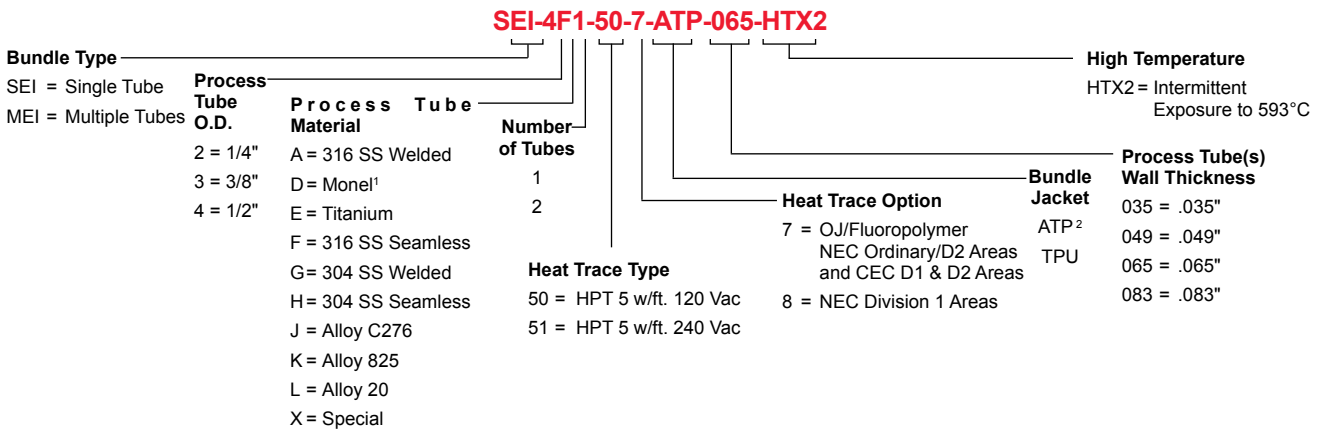 SEI-4F1-50-7-ATP-065-HTX2
Bundle Type
SEI = Single Tube
MEI = Multiple Tubes
Process
Tube
O.D.
2 = 1/4"
3 = 3/8"
4 = 1/2"
Process Tube
Material
A = 316 SS Welded
D = Monel¹
E = Titanium
F = 316 SS Seamless
G = 304 SS Welded
H = 304 SS Seamless
J = Alloy C276
K = Alloy 825
L = Alloy 20
X = Special
Number
of Tubes
1
2
Heat Trace Type
50 = HPT 5 w/ft. 120 Vac
51 = HPT 5 w/ft. 240 Vac
Heat Trace Option
7 = OJ/Fluoropolymer
NEC Ordinary/D2 Areas
and CEC D1 & D2 Areas
8 = NEC Division 1 Areas
Bundle
Jacket
ATP ²
TPU
Process Tube(s)
Wall Thickness
035 = .035"
049 = .049"
065 = .065"
083 = .083"
High Temperature
HTX2 = Intermittent
Exposure to 593°C